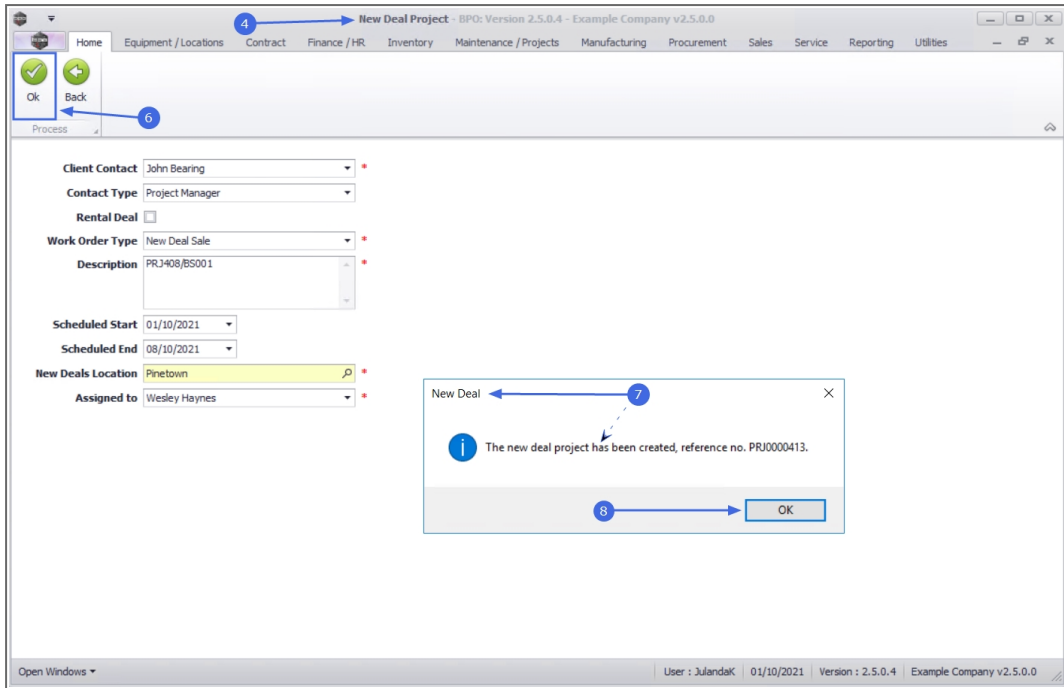 New Deal Project - BPO: Version 2.5.0.4 - Example Company v2.5.0.0
4
Home Equipment / Locations Contract Finance / HR Inventory Maintenance / Projects Manufacturing Procurement Sales Service Reporting Utilities
Ok Back
6
Process
Client Contact John Bearing *
Contact Type Project Manager
Rental Deal
Work Order Type New Deal Sale *
Description PRJ408/BS001 *
Scheduled Start 01/10/2021
Scheduled End 08/10/2021
New Deals Location Pinetown *
Assigned to Wesley Haynes *
New Deal 7
The new deal project has been created, reference no. PRJ0000413.
8 OK
Open Windows User : JulandaK 01/10/2021 Version : 2.5.0.4 Example Company v2.5.0.0